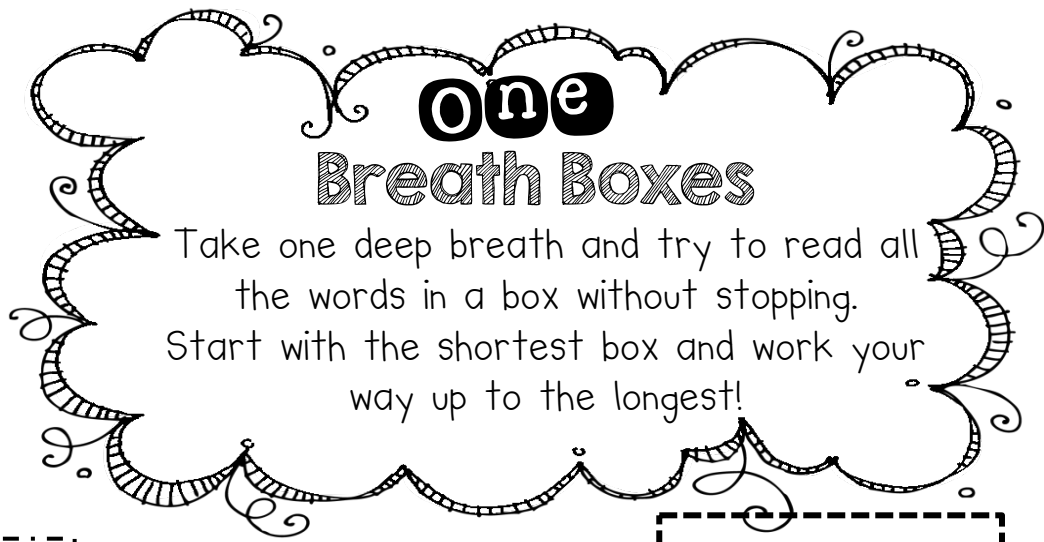 One
Breath Boxes
Take one deep breath and try to read all
the words in a box without stopping.
Start with the shortest box and work your
way up to the longest!